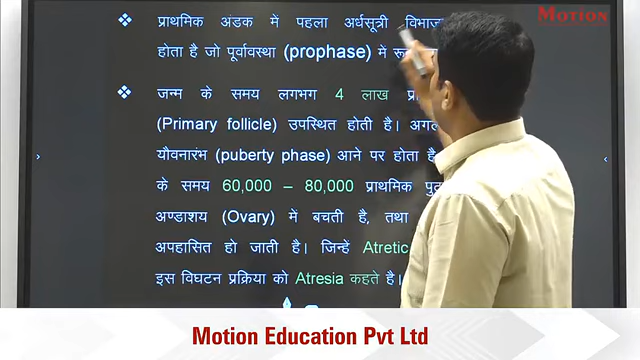 MOTION
प्राथमिक अंडक में पहला अर्धसूत्री विभाज
होता है जो पूर्वावस्था (prophase) में
जन्म के समय लगभग 4 लाख
(Primary follicle) उपस्थित होती है।
यौवनारंभ (puberty phase) आने पर होता है
के समय 60,000 – 80,000 प्राथमिक
अण्डाशय (Ovary) में बचती है, तथा
अपहासित हो जाती है। जिन्हें Atretic
इस विघटन प्रक्रिया को Atresia कहते है।
Motion Education Pvt Ltd